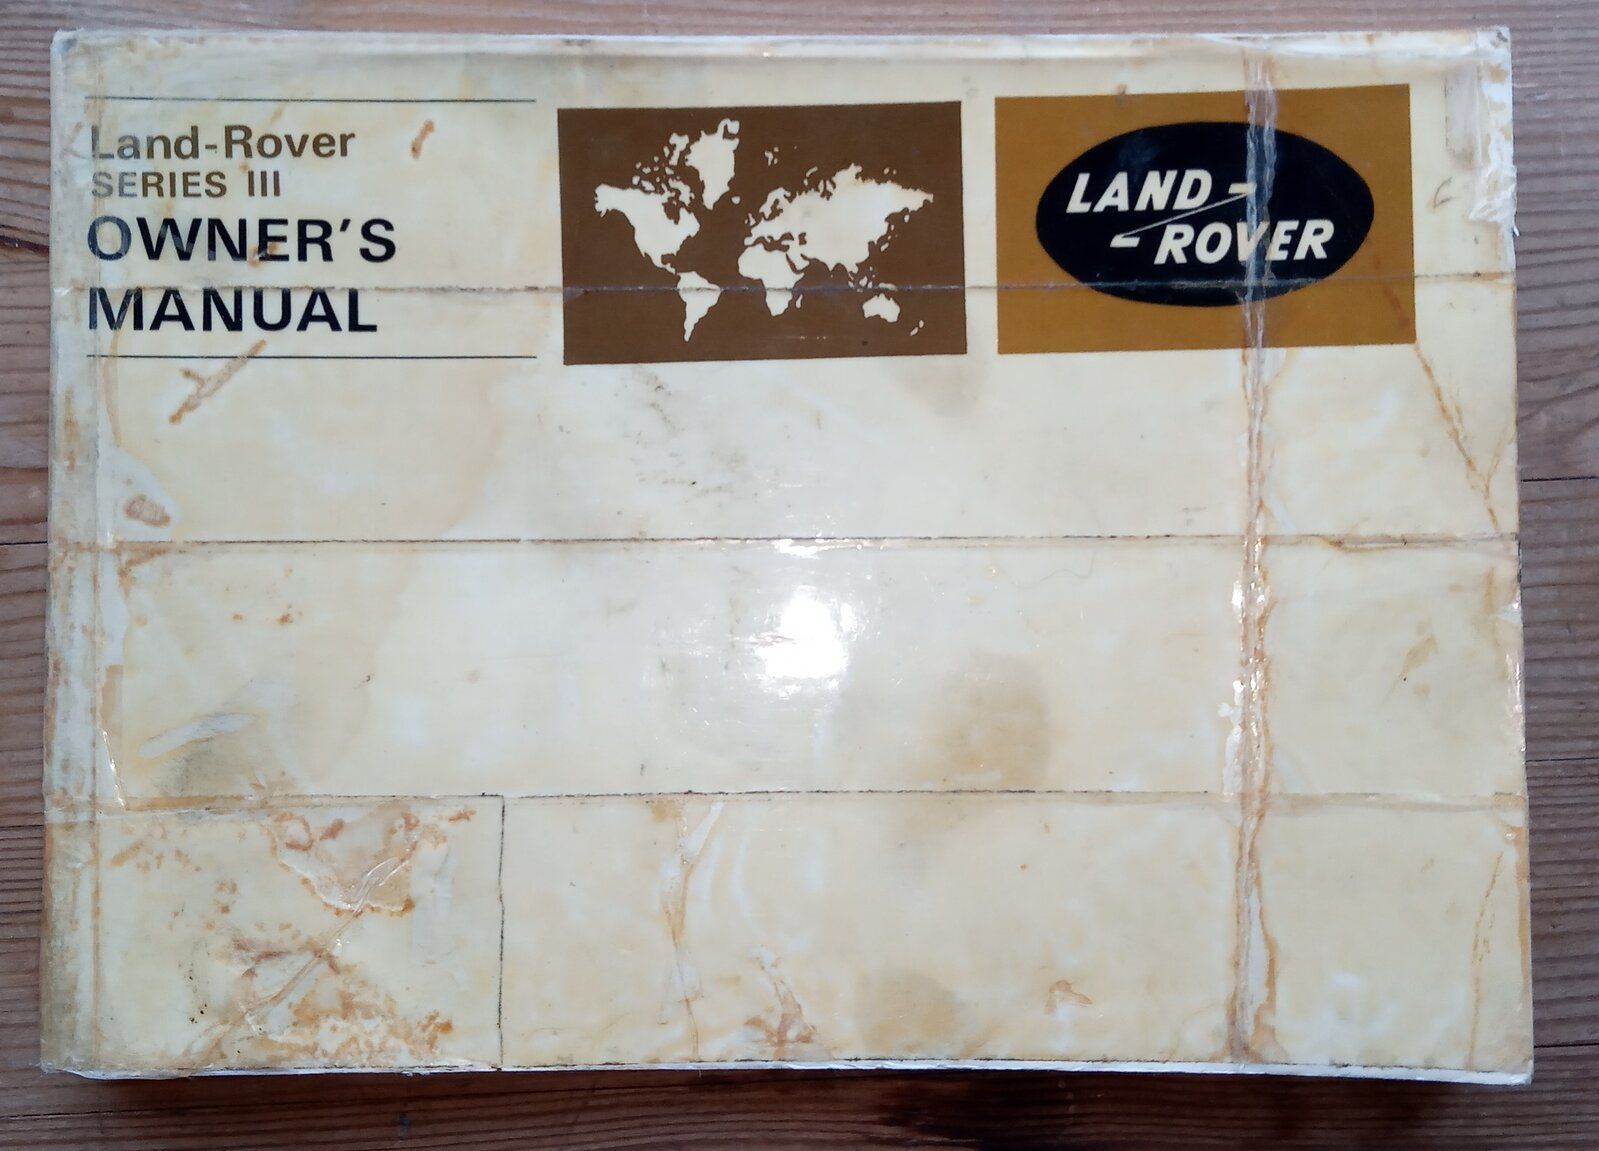 Land-Rover
SERIES III
OWNER'S
MANUAL
LAND-
-ROVER